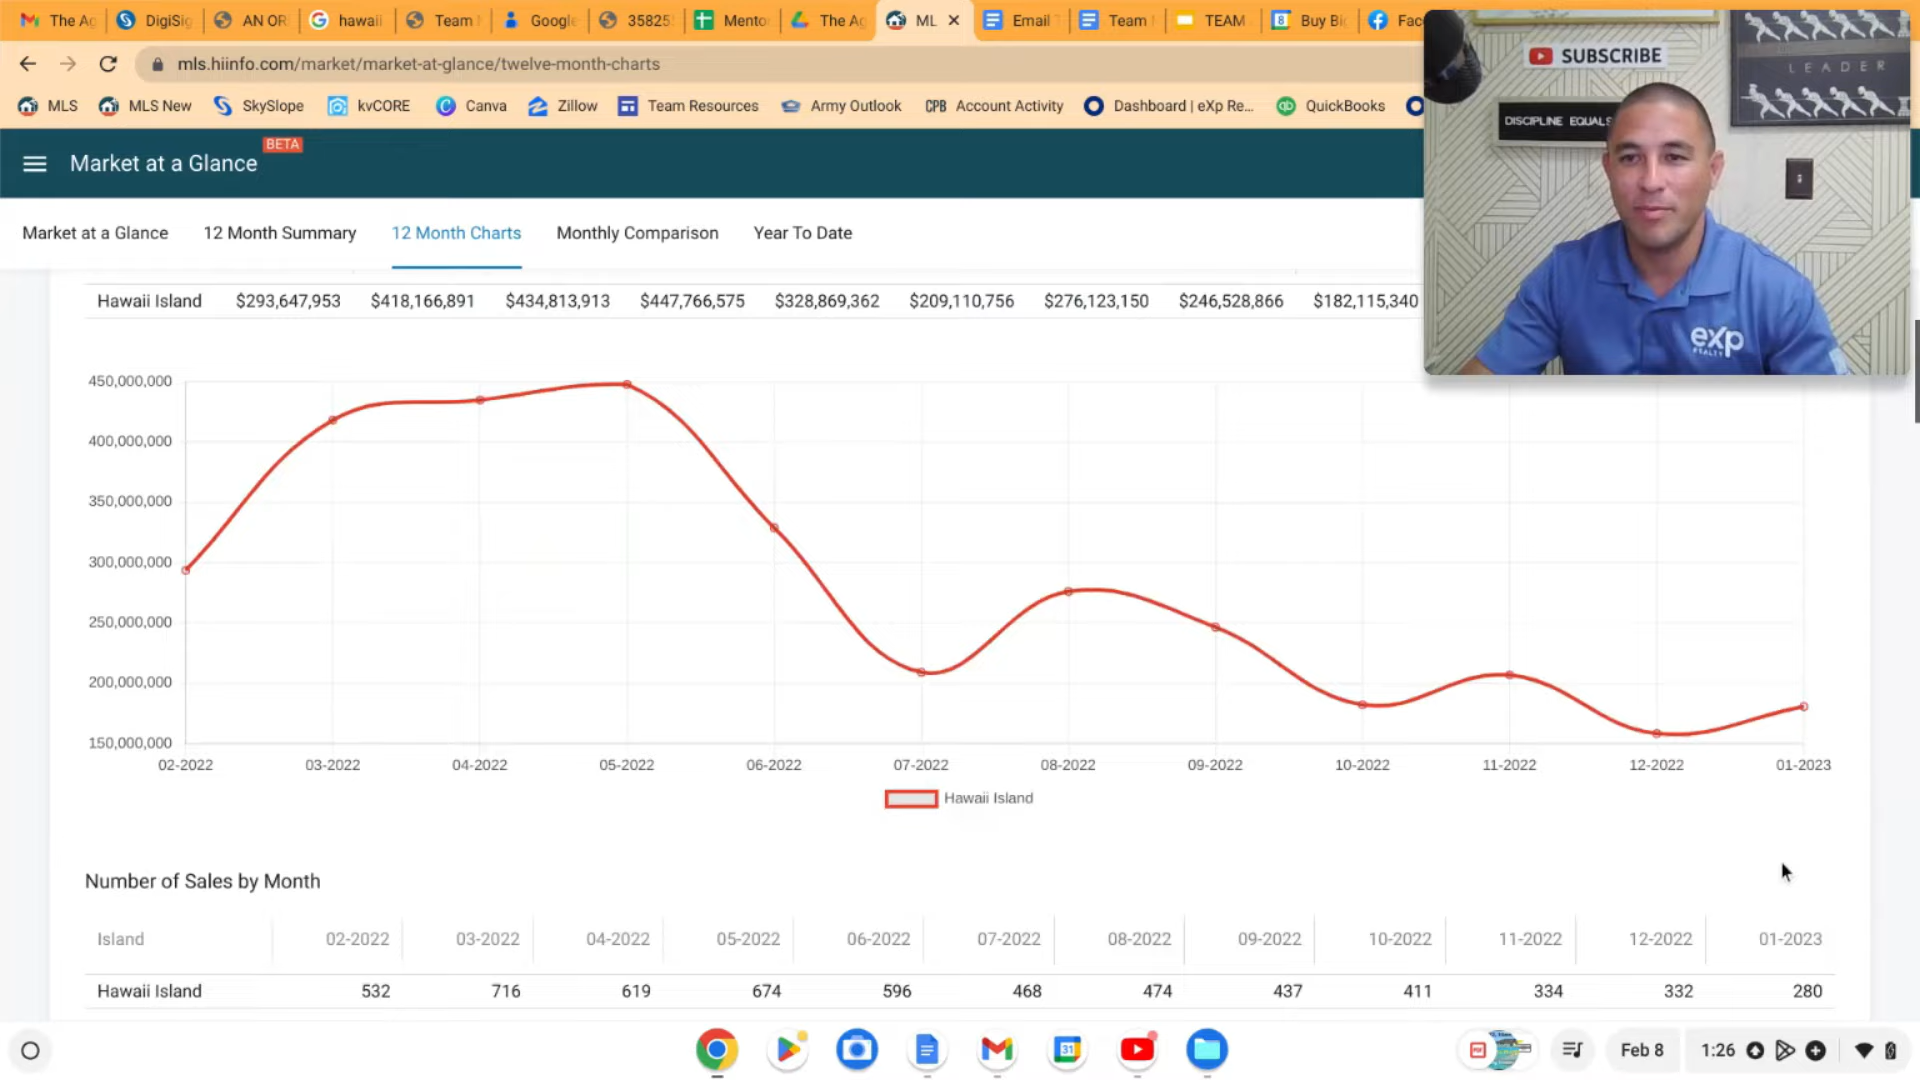 The Ag
DigiSig
AN OR
hawaii
Team
Google
35825
Mento
The Ag
ML
Email
Team
TEAM
Buy Bi
Fac
mls.hiinfo.com/market/market-at-glance/twelve-month-charts
MLS
MLS New
SkySlope
kvCORE
Canva
Zillow
Team Resources
Army Outlook
CPB Account Activity
Dashboard | eXp Re...
QuickBooks
SUBSCRIBE
LEADER
DISCIPLINE EQUALS
eXp
REALTY
Market at a Glance
BETA
Market at a Glance
12 Month Summary
12 Month Charts
Monthly Comparison
Year To Date
Hawaii Island $293,647,953 $418,166,891 $434,813,913 $447,766,575 $328,869,362 $209,110,756 $276,123,150 $246,528,866 $182,115,340
450,000,000
400,000,000
350,000,000
300,000,000
250,000,000
200,000,000
150,000,000
02-2022 03-2022 04-2022 05-2022 06-2022 07-2022 08-2022 09-2022 10-2022 11-2022 12-2022 01-2023
Hawaii Island
Number of Sales by Month
Island 02-2022 03-2022 04-2022 05-2022 06-2022 07-2022 08-2022 09-2022 10-2022 11-2022 12-2022 01-2023
Hawaii Island 532 716 619 674 596 468 474 437 411 334 332 280
31
Feb 8
1:26